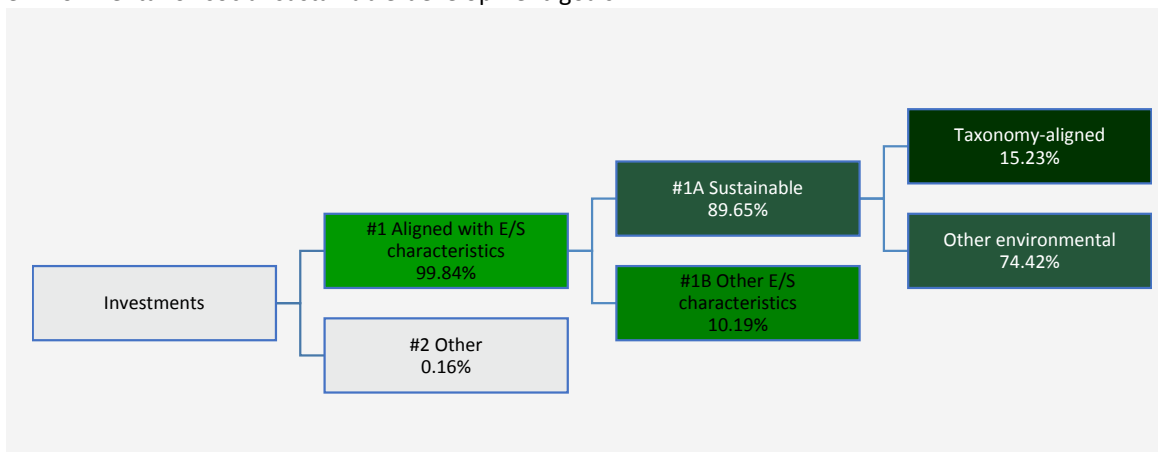 Taxonomy-aligned
15.23%
#1A Sustainable
89.65%
#1 Aligned with E/S
characteristics
99.84%
Other environmental
74.42%
Investments
#1B Other E/S
characteristics
10.19%
#2 Other
0.16%